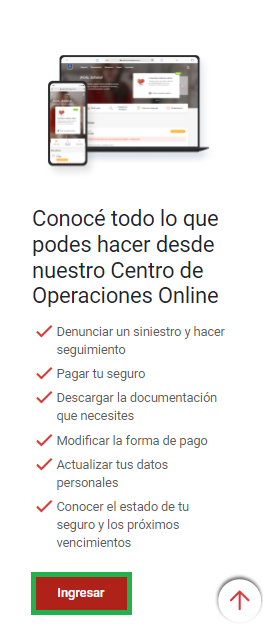 Conocé todo lo que
podes hacer desde
nuestro Centro de
Operaciones Online
Denunciar un siniestro y hacer
seguimiento
Pagar tu seguro
Descargar la documentación
que necesites
Modificar la forma de pago
Actualizar tus datos
personales
Conocer el estado de tu
seguro y los próximos
vencimientos
Ingresar